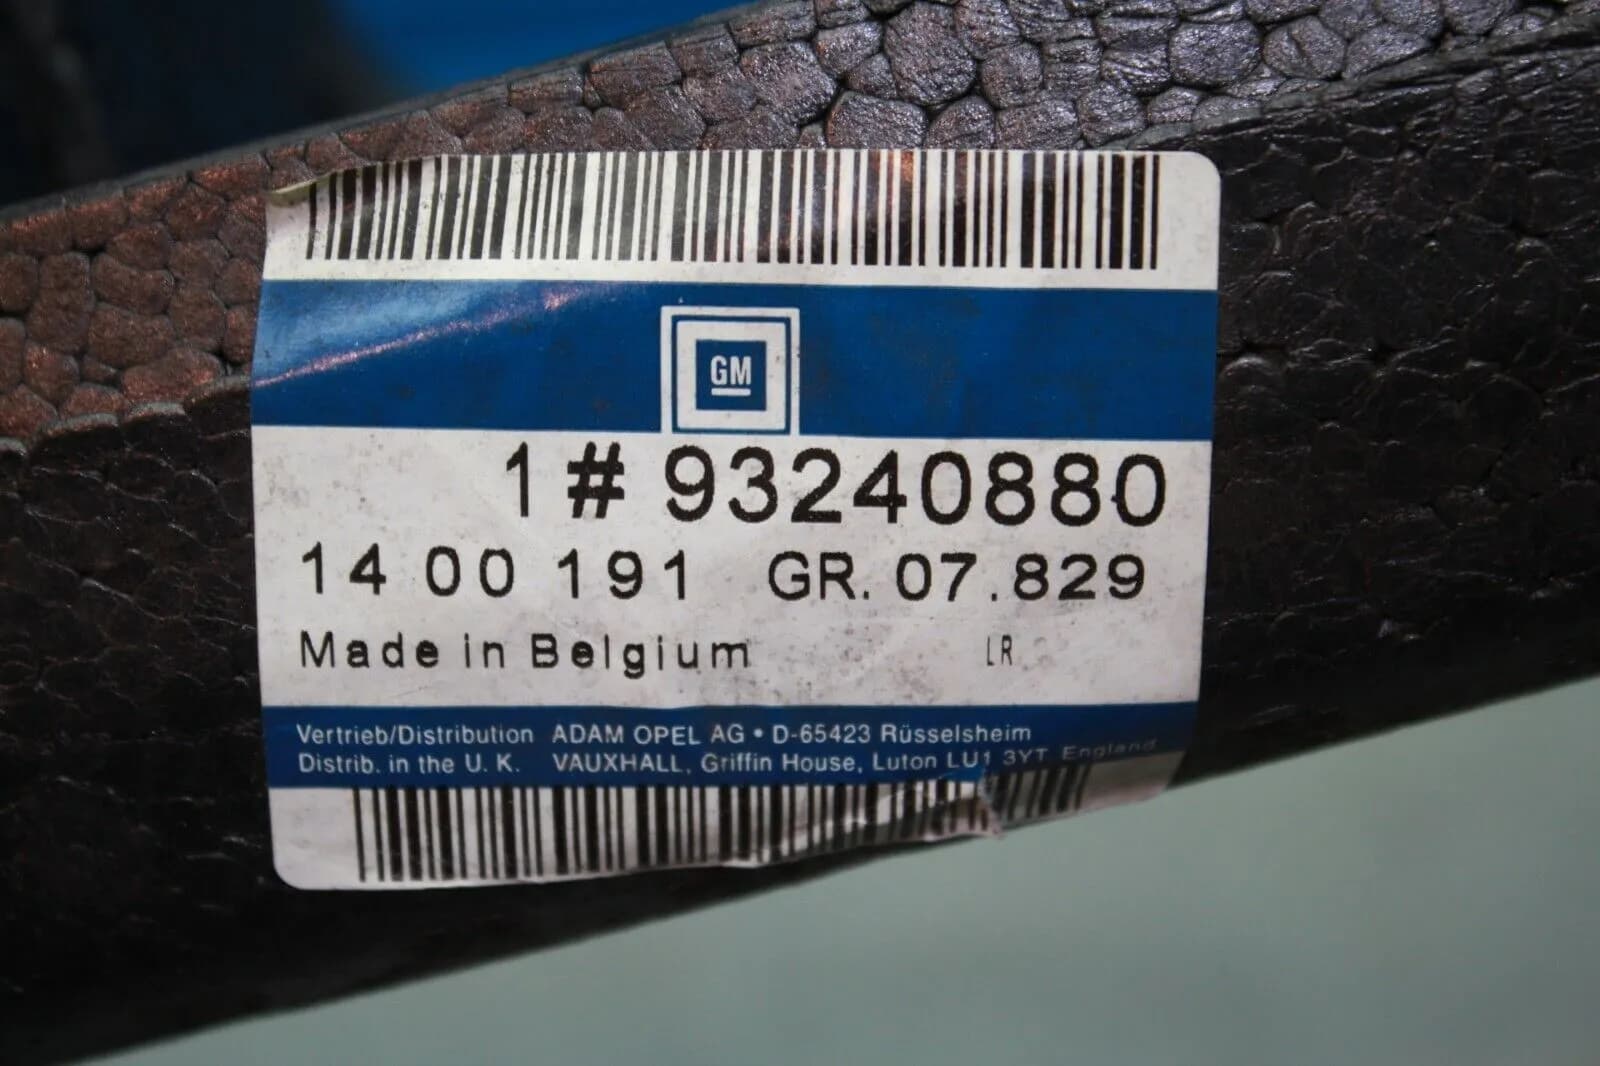 GM
1 # 93240880
14 00 191 GR. 07.829
Made in Belgium LR
Vertrieb/Distribution ADAM OPEL AG • D-65423 Rüsselsheim
Distrib. in the U. K. VAUXHALL, Griffin House, Luton LU1 3YT England